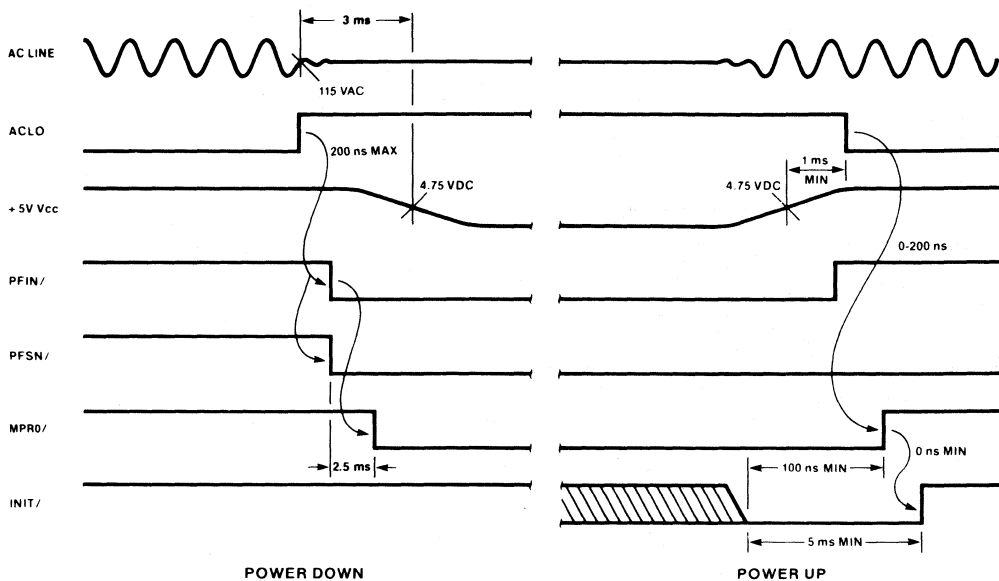 3 ms
AC LINE
115 VAC
ACLO
200 ns MAX
1 ms
MIN
4.75 VDC
4.75 VDC
+ 5V Vcc
0-200 ns
PFIN/
PFSN/
MPR0/
0 ns MIN
2.5 ms
100 ns MIN
INIT/
5 ms MIN
POWER DOWN
POWER UP